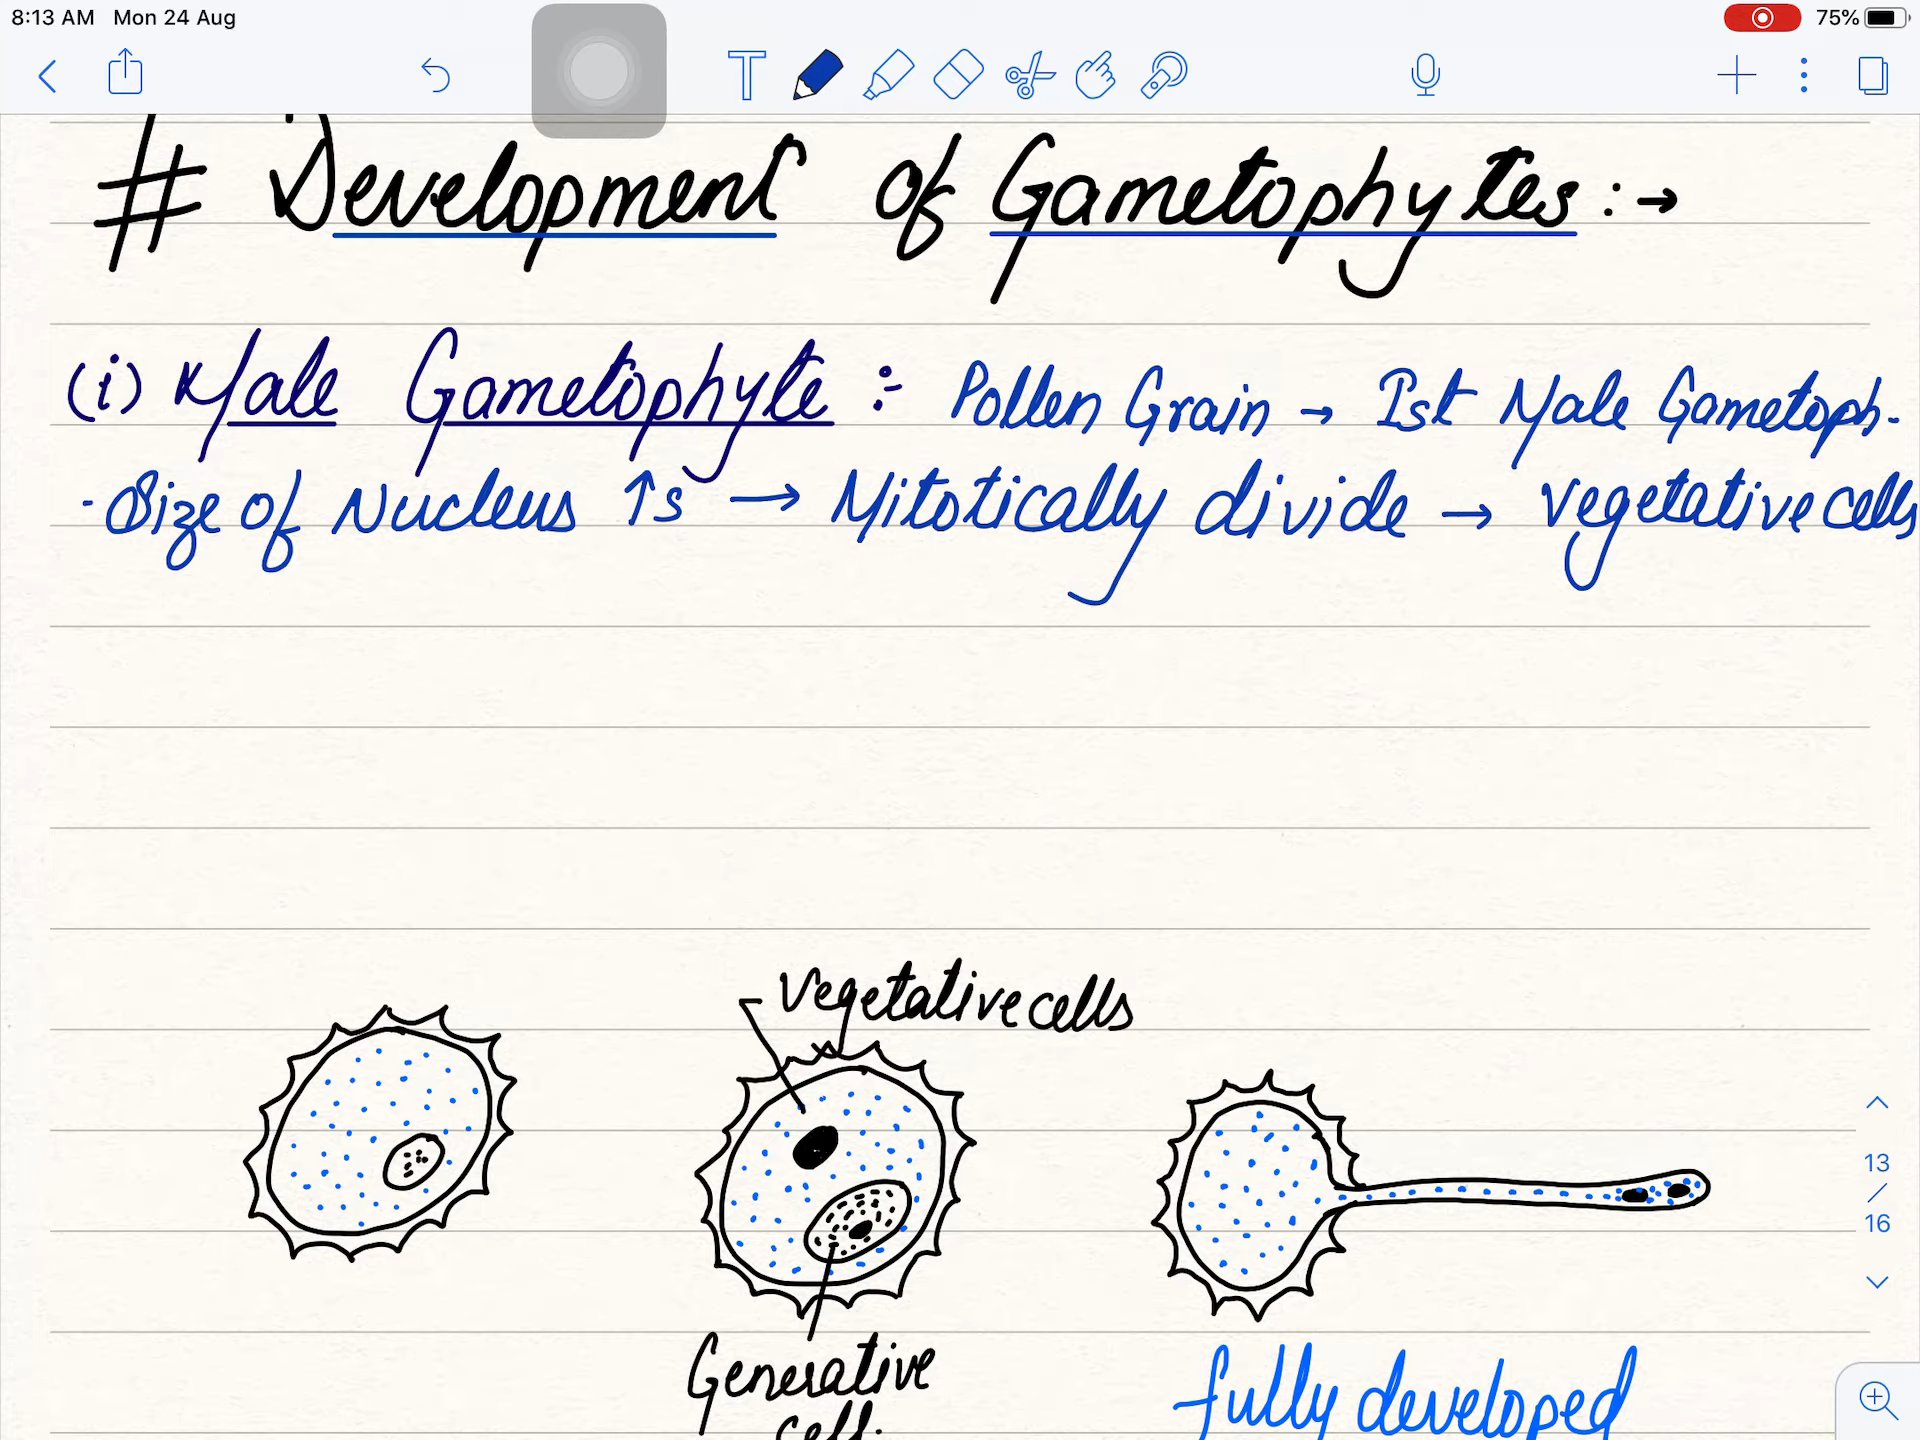 8:13 AM Mon 24 Aug 75%
T
# Development of Gametophytes :→
(i) Male Gametophyte :- Pollen Grain → Ist Male Gametoph.
- Size of Nucleus ↑s → Mitotically divide → vegetative cells
vegetative cells
13
/
16
Generative
cell.
fully developed